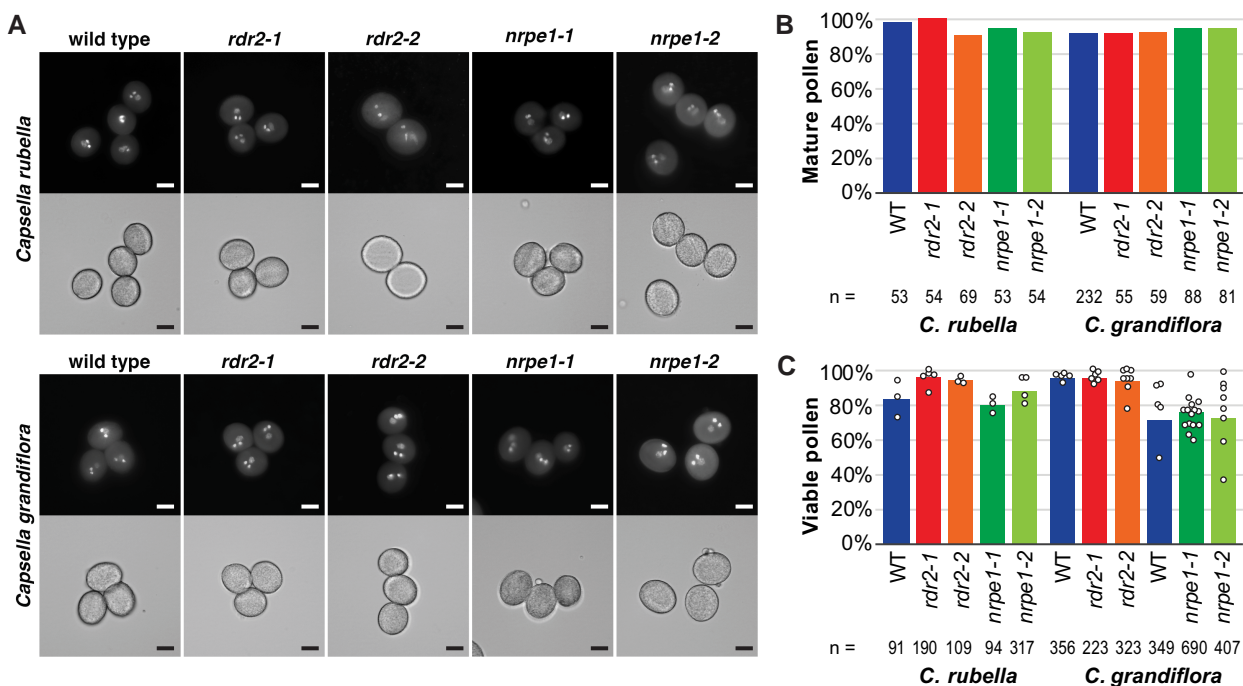 A
wild type rdr2-1 rdr2-2 nrpe1-1 nrpe1-2
Capsella rubella
wild type rdr2-1 rdr2-2 nrpe1-1 nrpe1-2
Capsella grandiflora
B
Mature pollen
100%
80%
60%
40%
20%
0%
WT rdr2-1 rdr2-2 nrpe1-1 nrpe1-2 WT rdr2-1 rdr2-2 nrpe1-1 nrpe1-2
n = 53 54 69 53 54 232 55 59 88 81
C. rubella C. grandiflora
C
Viable pollen
100%
80%
60%
40%
20%
0%
WT rdr2-1 rdr2-2 nrpe1-1 nrpe1-2 WT rdr2-1 rdr2-2 WT nrpe1-1 nrpe1-2
n = 91 190 109 94 317 356 223 323 349 690 407
C. rubella C. grandiflora